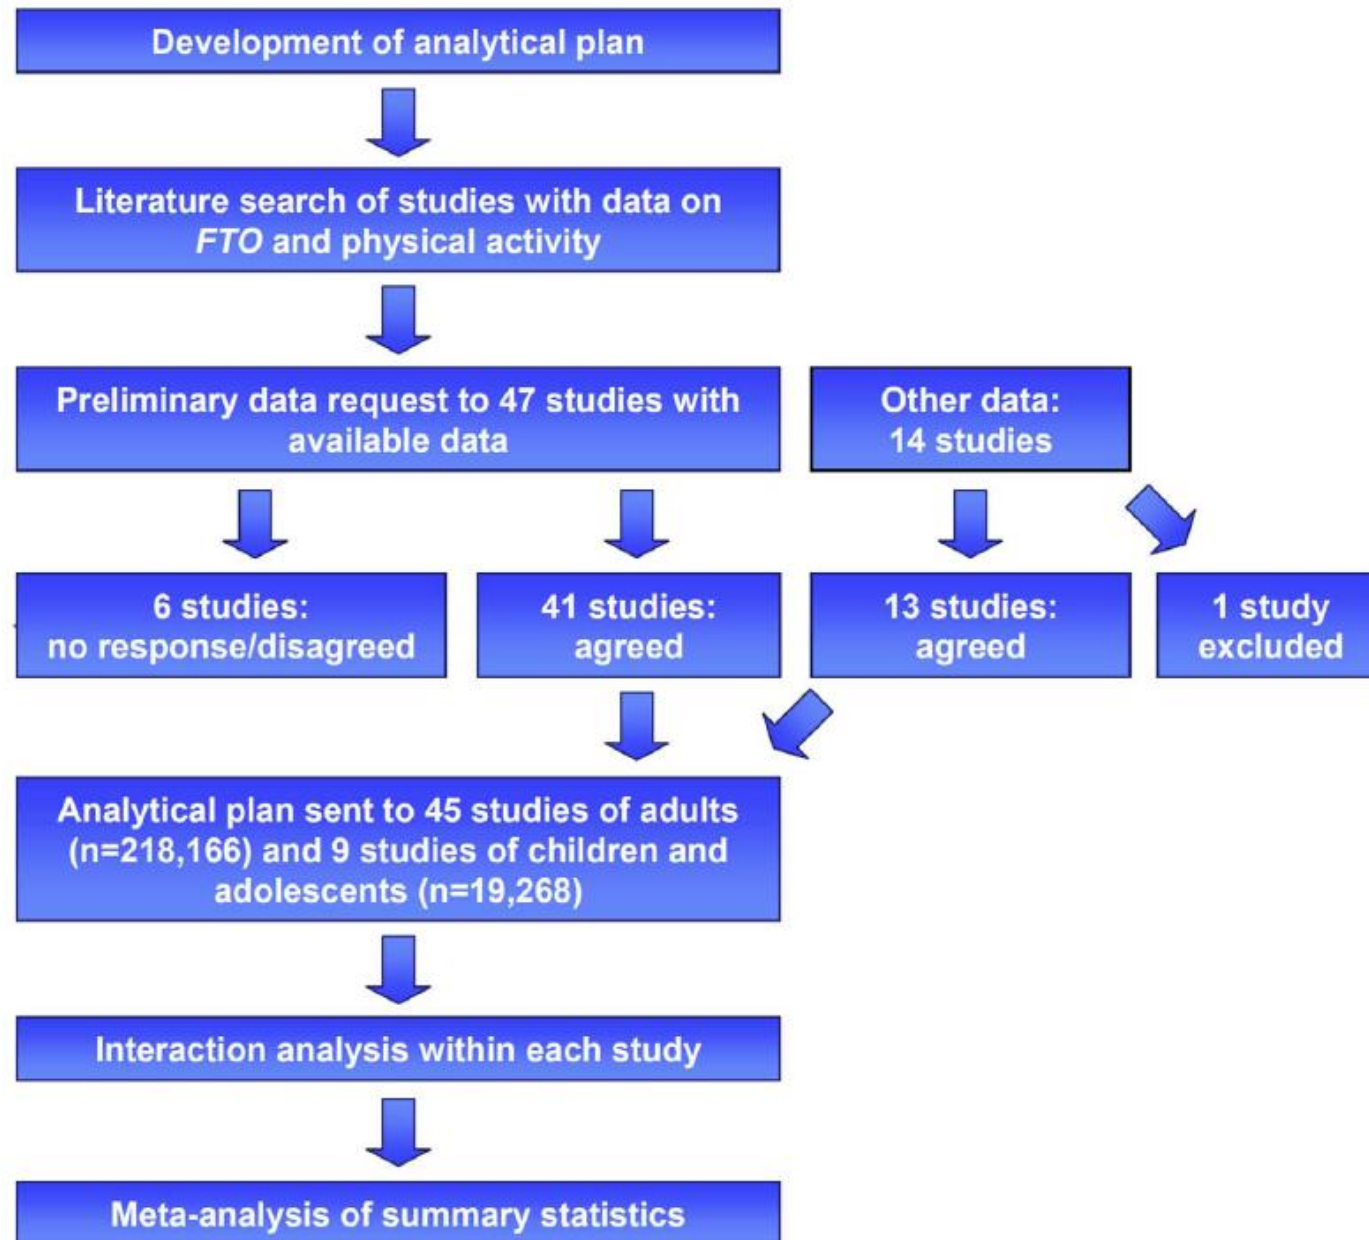 Development of analytical plan
Literature search of studies with data on
FTO and physical activity
Preliminary data request to 47 studies with
available data
Other data:
14 studies
6 studies:
no response/disagreed
41 studies:
agreed
13 studies:
agreed
1 study
excluded
Analytical plan sent to 45 studies of adults
(n=218,166) and 9 studies of children and
adolescents (n=19,268)
Interaction analysis within each study
Meta-analysis of summary statistics